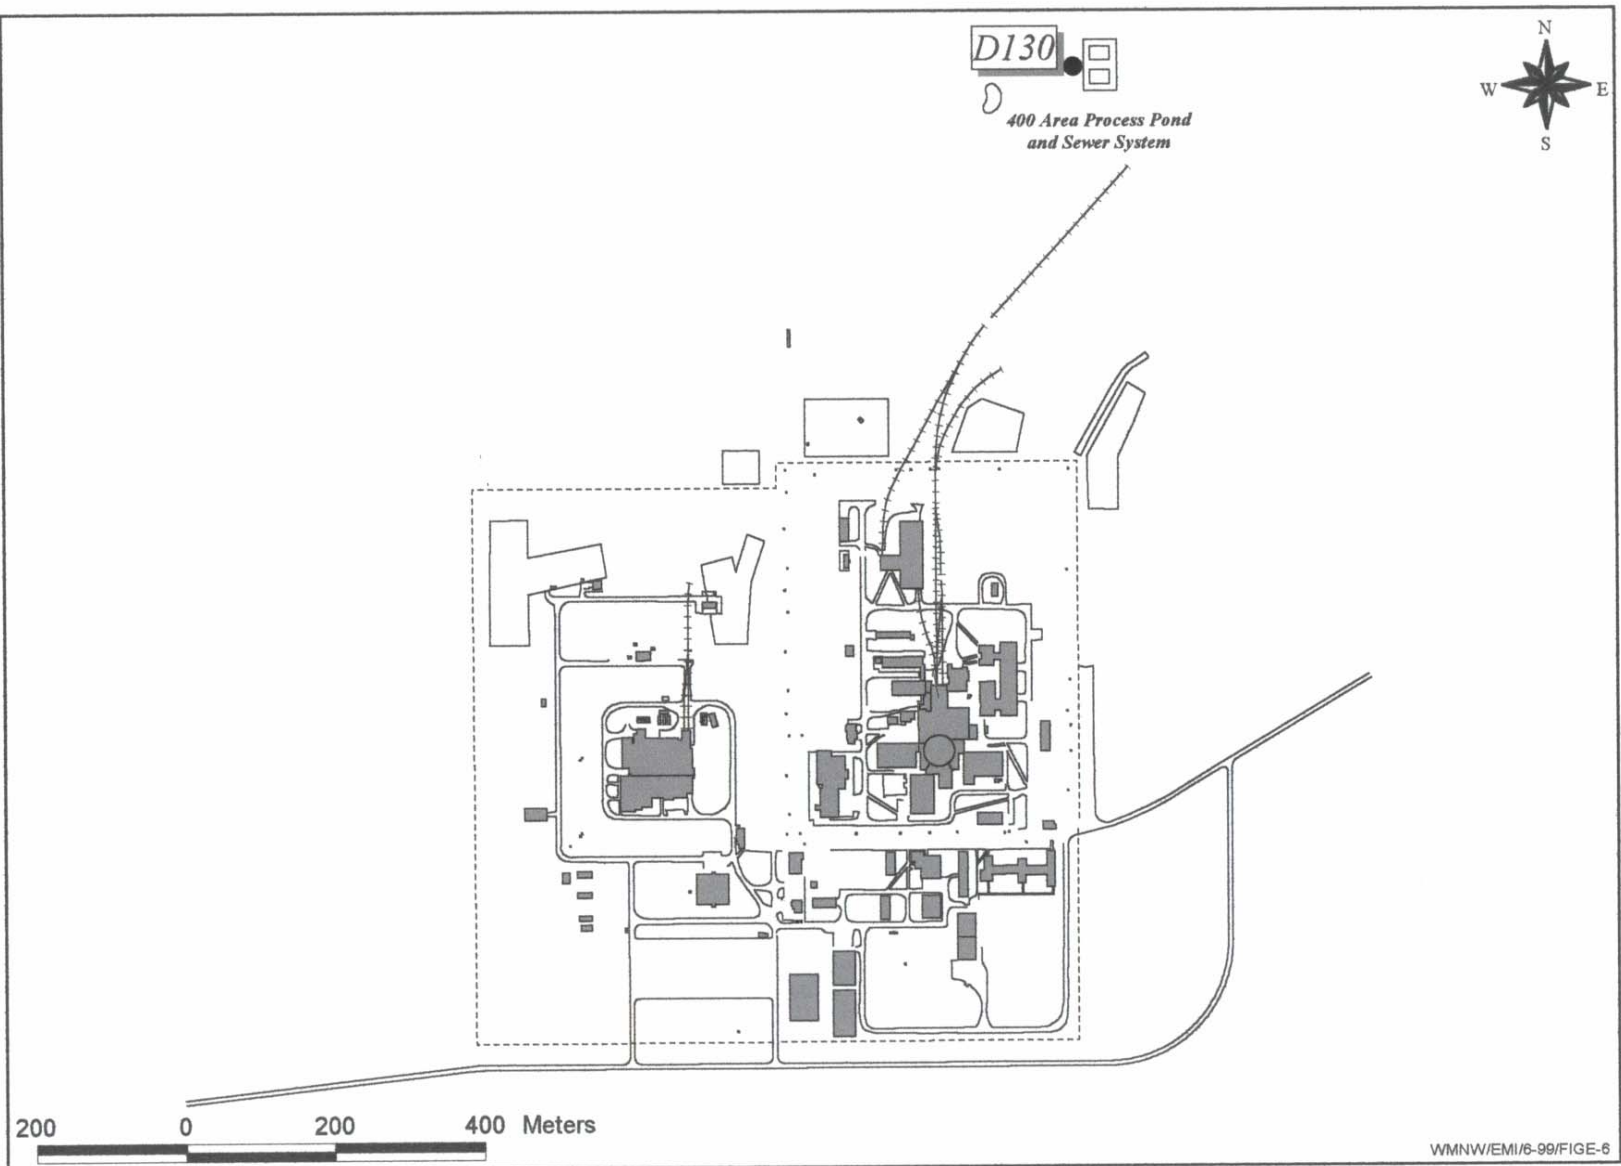 D130
N
W E
S
400 Area Process Pond
and Sewer System
200 0 200 400 Meters
WMNW/EMI/6-99/FIGE-6